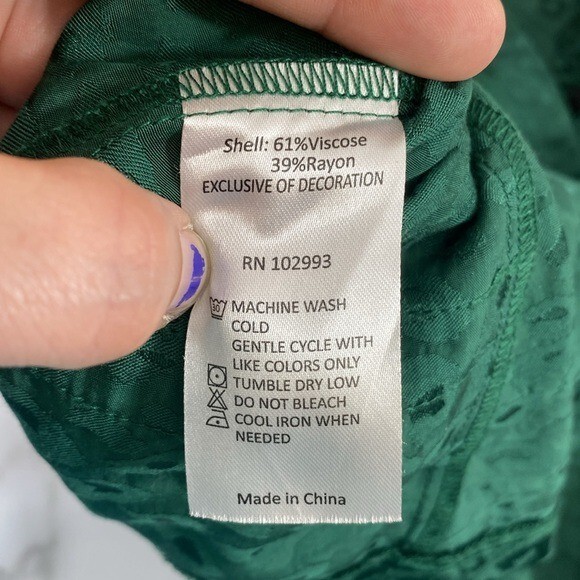 Shell: 61%Viscose
39%Rayon
EXCLUSIVE OF DECORATION
RN 102993
30 MACHINE WASH
COLD
GENTLE CYCLE WITH
LIKE COLORS ONLY
TUMBLE DRY LOW
DO NOT BLEACH
COOL IRON WHEN
NEEDED
Made in China